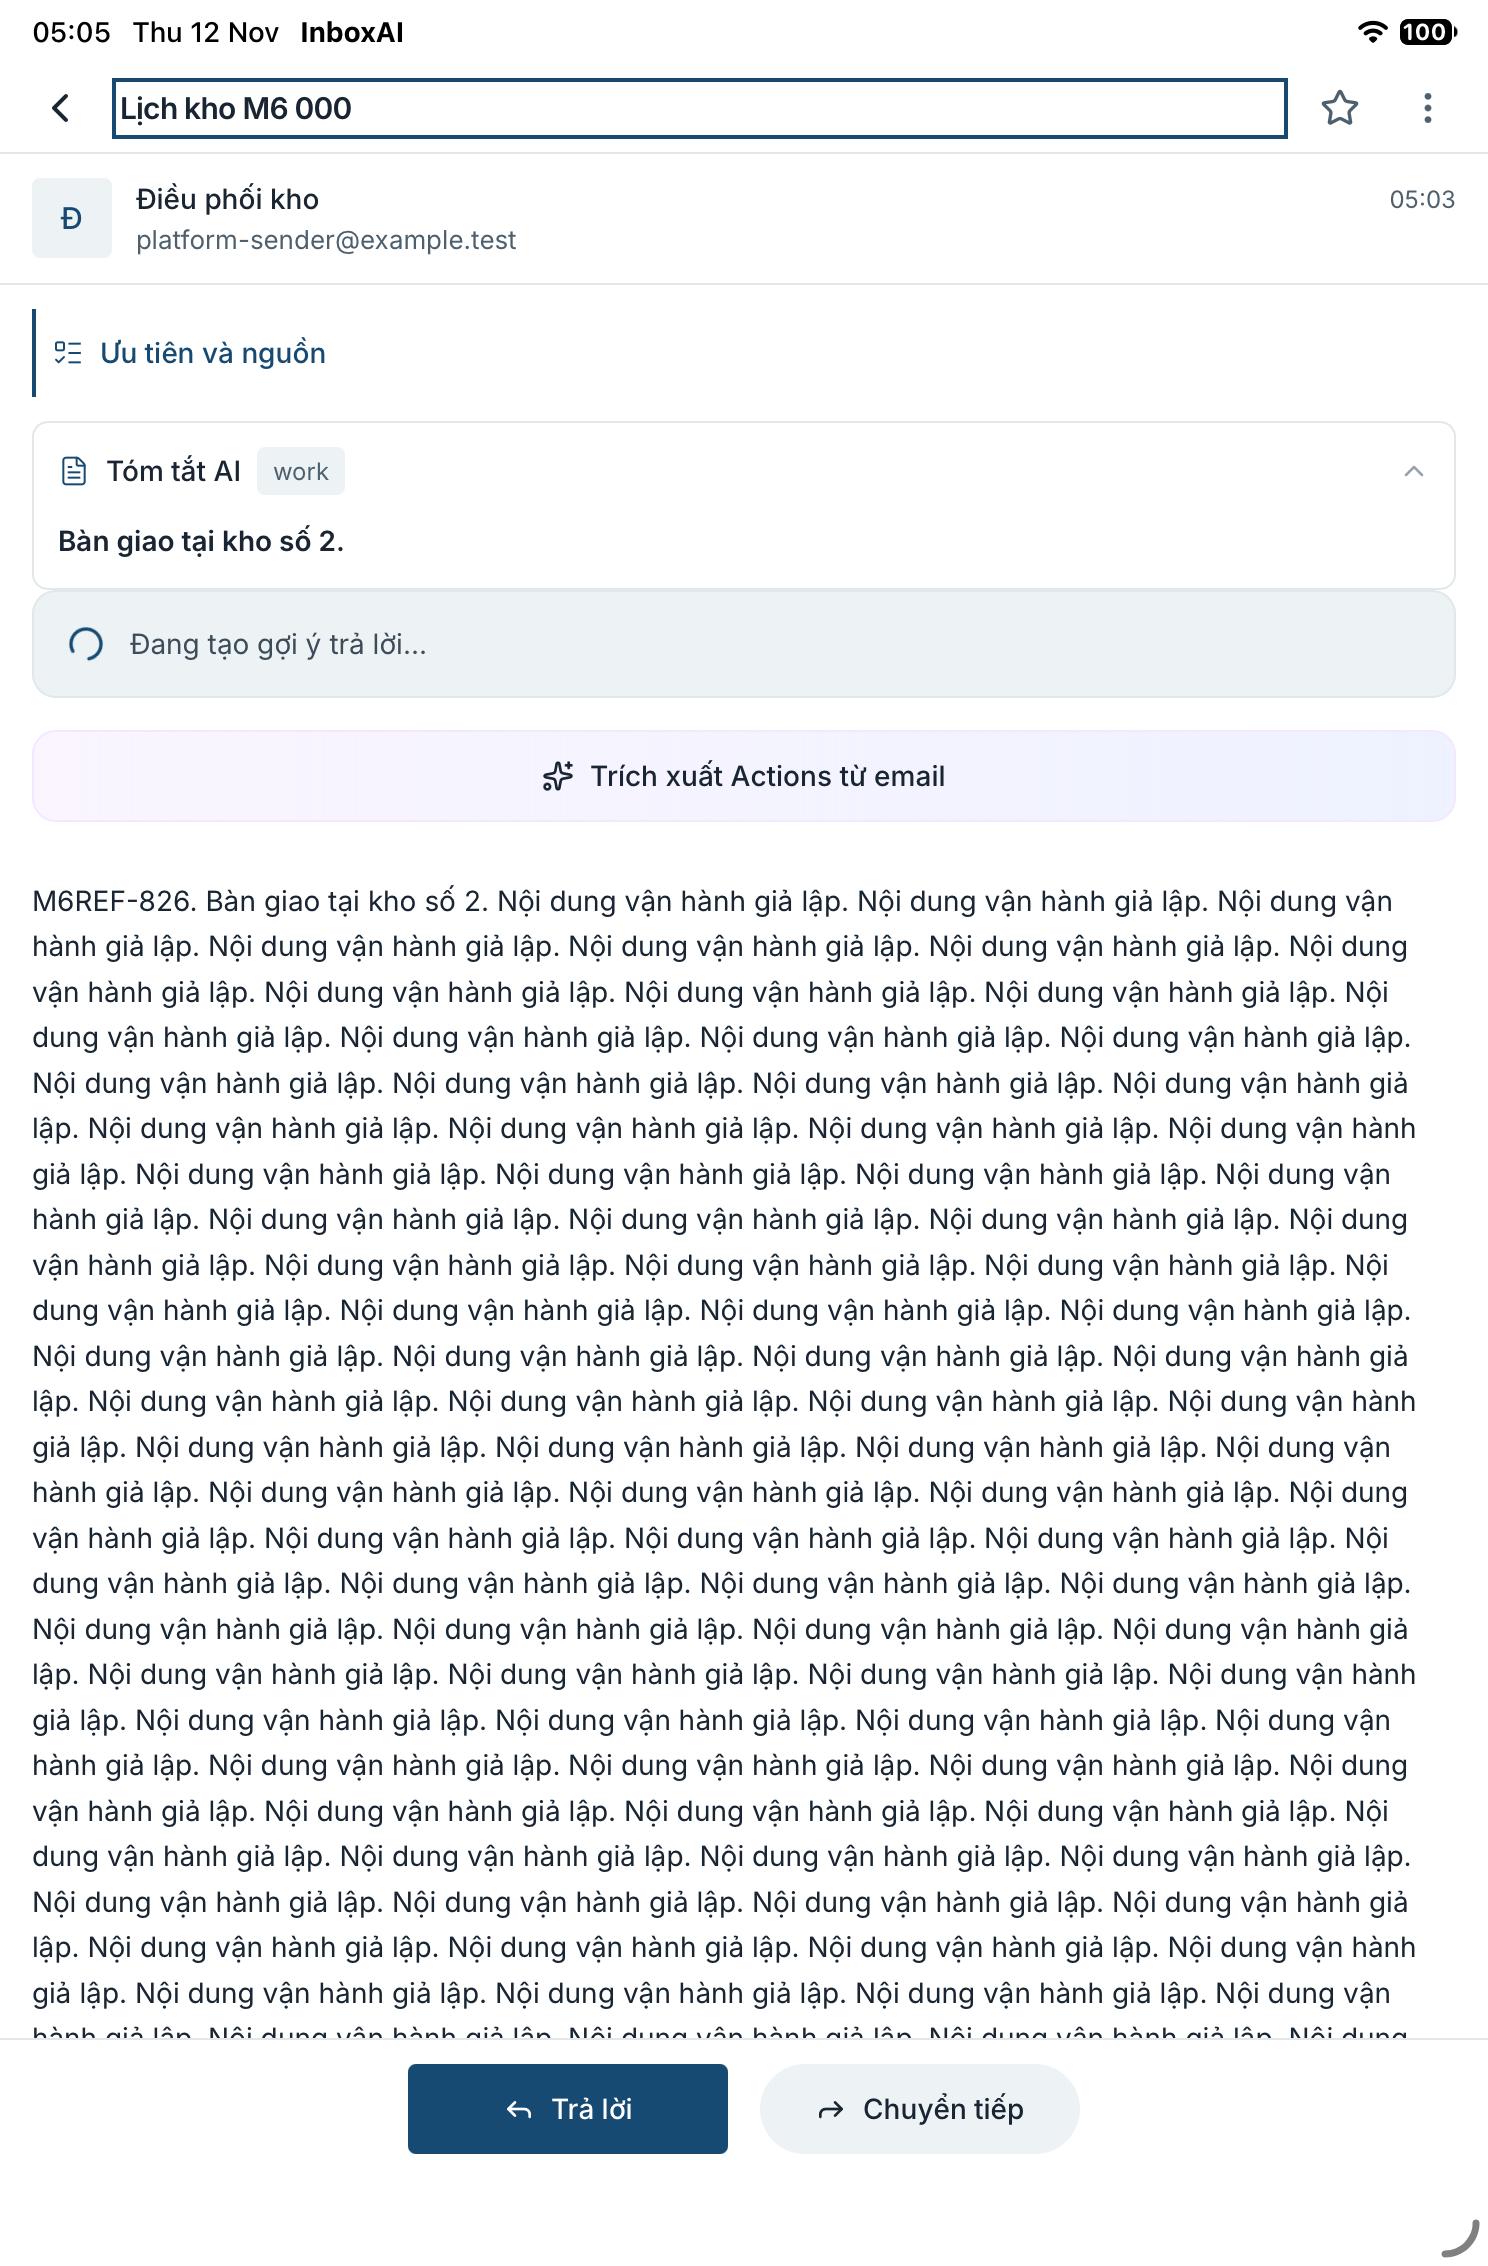 05:05 Thu 12 Nov InboxAI
100
Lịch kho M6 000
Đ
Điều phối kho
05:03
platform-sender@example.test
Ưu tiên và nguồn
Tóm tắt AI work
Bàn giao tại kho số 2.
Đang tạo gợi ý trả lời...
Trích xuất Actions từ email
M6REF-826. Bàn giao tại kho số 2. Nội dung vận hành giả lập. Nội dung vận hành giả lập. Nội dung vận
hành giả lập. Nội dung vận hành giả lập. Nội dung vận hành giả lập. Nội dung vận hành giả lập. Nội dung
vận hành giả lập. Nội dung vận hành giả lập. Nội dung vận hành giả lập. Nội dung vận hành giả lập. Nội
dung vận hành giả lập. Nội dung vận hành giả lập. Nội dung vận hành giả lập. Nội dung vận hành giả lập.
Nội dung vận hành giả lập. Nội dung vận hành giả lập. Nội dung vận hành giả lập. Nội dung vận hành giả
lập. Nội dung vận hành giả lập. Nội dung vận hành giả lập. Nội dung vận hành giả lập. Nội dung vận hành
giả lập. Nội dung vận hành giả lập. Nội dung vận hành giả lập. Nội dung vận hành giả lập. Nội dung vận
hành giả lập. Nội dung vận hành giả lập. Nội dung vận hành giả lập. Nội dung vận hành giả lập. Nội dung
vận hành giả lập. Nội dung vận hành giả lập. Nội dung vận hành giả lập. Nội dung vận hành giả lập. Nội
dung vận hành giả lập. Nội dung vận hành giả lập. Nội dung vận hành giả lập. Nội dung vận hành giả lập.
Nội dung vận hành giả lập. Nội dung vận hành giả lập. Nội dung vận hành giả lập. Nội dung vận hành giả
lập. Nội dung vận hành giả lập. Nội dung vận hành giả lập. Nội dung vận hành giả lập. Nội dung vận hành
giả lập. Nội dung vận hành giả lập. Nội dung vận hành giả lập. Nội dung vận hành giả lập. Nội dung vận
hành giả lập. Nội dung vận hành giả lập. Nội dung vận hành giả lập. Nội dung vận hành giả lập. Nội dung
vận hành giả lập. Nội dung vận hành giả lập. Nội dung vận hành giả lập. Nội dung vận hành giả lập. Nội
dung vận hành giả lập. Nội dung vận hành giả lập. Nội dung vận hành giả lập. Nội dung vận hành giả lập.
Nội dung vận hành giả lập. Nội dung vận hành giả lập. Nội dung vận hành giả lập. Nội dung vận hành giả
lập. Nội dung vận hành giả lập. Nội dung vận hành giả lập. Nội dung vận hành giả lập. Nội dung vận hành
giả lập. Nội dung vận hành giả lập. Nội dung vận hành giả lập. Nội dung vận hành giả lập. Nội dung vận
hành giả lập. Nội dung vận hành giả lập. Nội dung vận hành giả lập. Nội dung vận hành giả lập. Nội dung
vận hành giả lập. Nội dung vận hành giả lập. Nội dung vận hành giả lập. Nội dung vận hành giả lập. Nội
dung vận hành giả lập. Nội dung vận hành giả lập. Nội dung vận hành giả lập. Nội dung vận hành giả lập.
Nội dung vận hành giả lập. Nội dung vận hành giả lập. Nội dung vận hành giả lập. Nội dung vận hành giả
lập. Nội dung vận hành giả lập. Nội dung vận hành giả lập. Nội dung vận hành giả lập. Nội dung vận hành
giả lập. Nội dung vận hành giả lập. Nội dung vận hành giả lập. Nội dung vận hành giả lập. Nội dung vận
hành giả lập. Nội dung vận hành giả lập. Nội dung vận hành giả lập. Nội dung vận hành giả lập. Nội dung
Trả lời
Chuyển tiếp